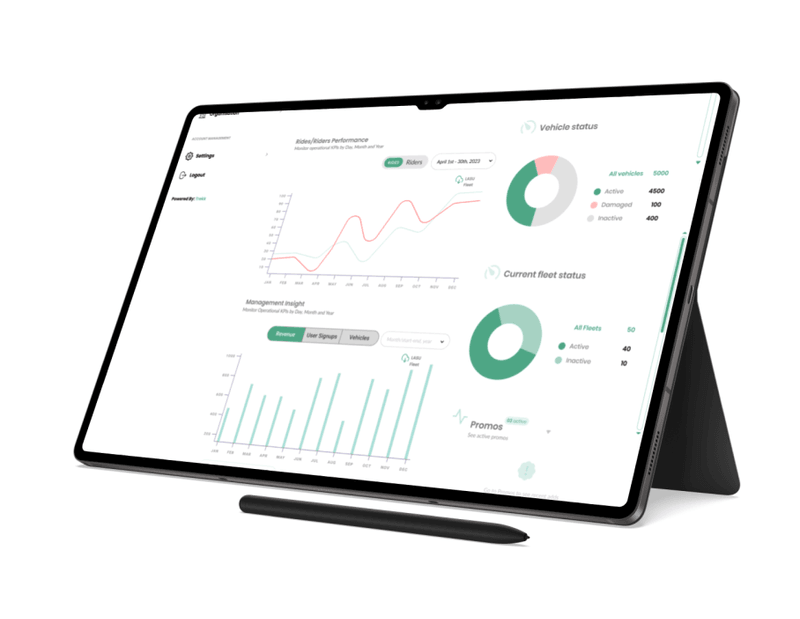 Organisation
ACCOUNT MANAGEMENT
Settings
Logout
Powered By:
Rides/Riders Performance
Monitor operational KPIs by Day, Month and Year
Riders
April 1st - 30th, 2022
JAN FEB MAR APR MAY JUN JUL AUG SEP OCT NOV DEC
Management Insight
Monitor Operational KPIs by Day, Month and Year
Revenue
User Signups
Vehicles
JAN FEB MAR APR MAY JUN JUL AUG SEP OCT NOV DEC
Vehicle status
All vehicles 5000
Active 4500
Damaged 100
Inactive 400
Current fleet status
All Fleets 50
Active 40
Inactive 10
Promos
See active promos